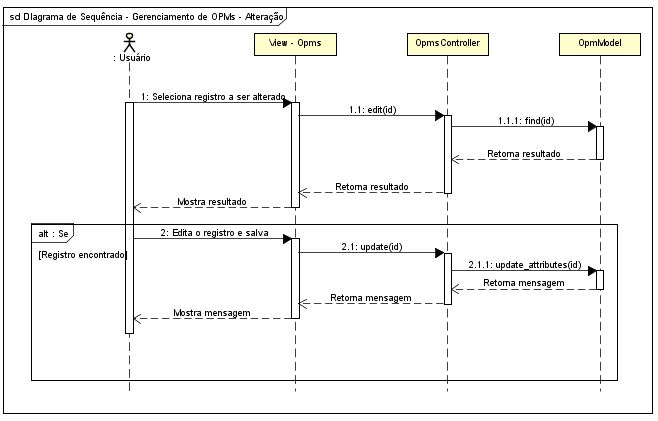 sd Diagrama de Sequência - Gerenciamento de OPMs - Alteração
: Usuário
View - Opms
OpmsController
OpmModel
1: Seleciona registro a ser alterado
1.1: edit(id)
1.1.1: find(id)
Retorna resultado
Retorna resultado
Mostra resultado
alt : Se
[Registro encontrado]
2: Edita o registro e salva
2.1: update(id)
2.1.1: update_attributes(id)
Retorna mensagem
Retorna mensagem
Mostra mensagem